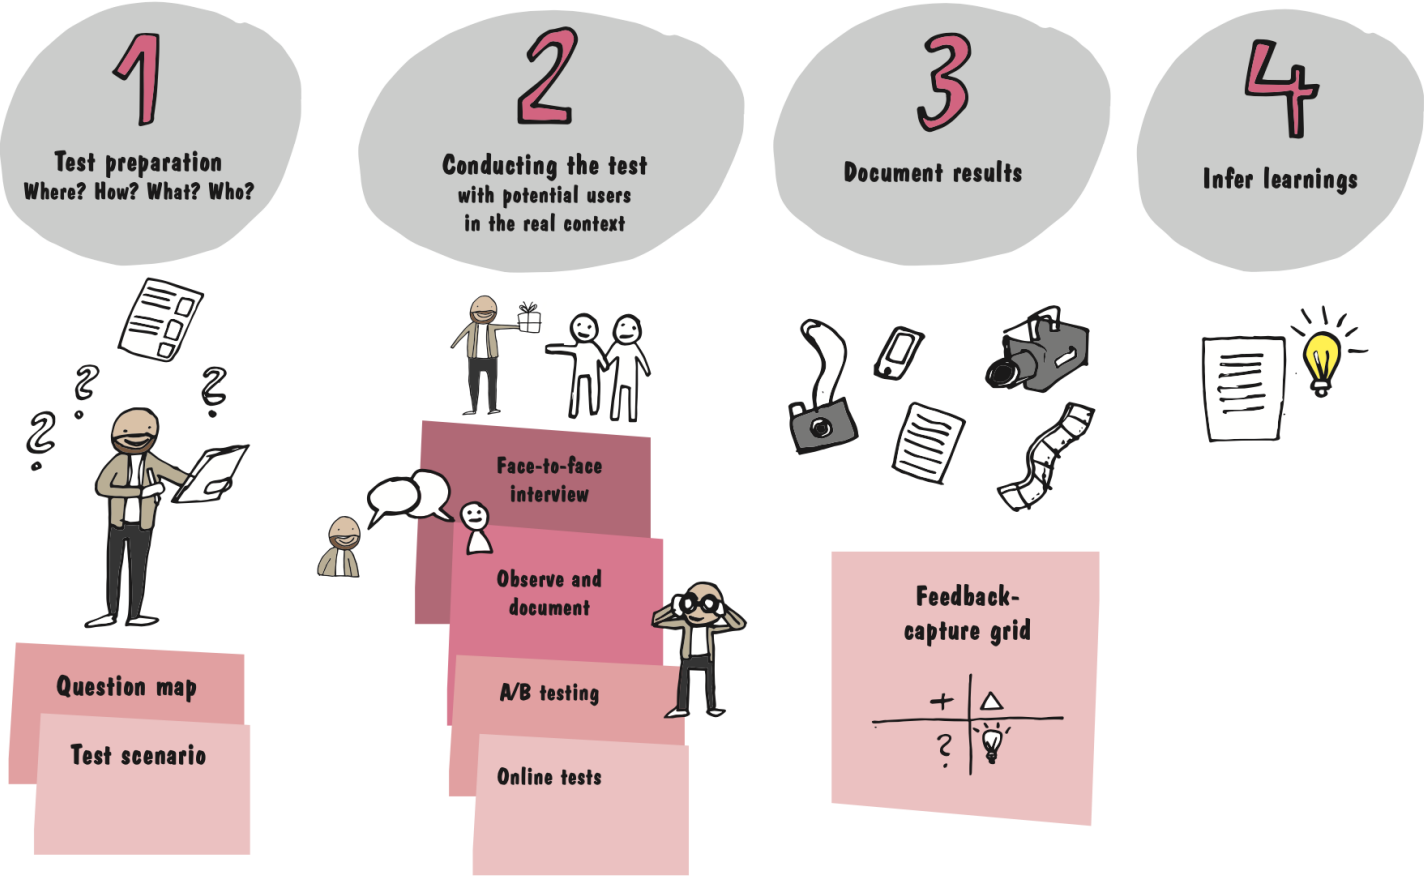 1
Test preparation
Where? How? What? Who?
?
?
?
Question map
Test scenario
2
Conducting the test
with potential users
in the real context
Face-to-face
interview
Observe and
document
A/B testing
Online tests
3
Document results
Feedback-
capture grid
+
?
4
Infer learnings